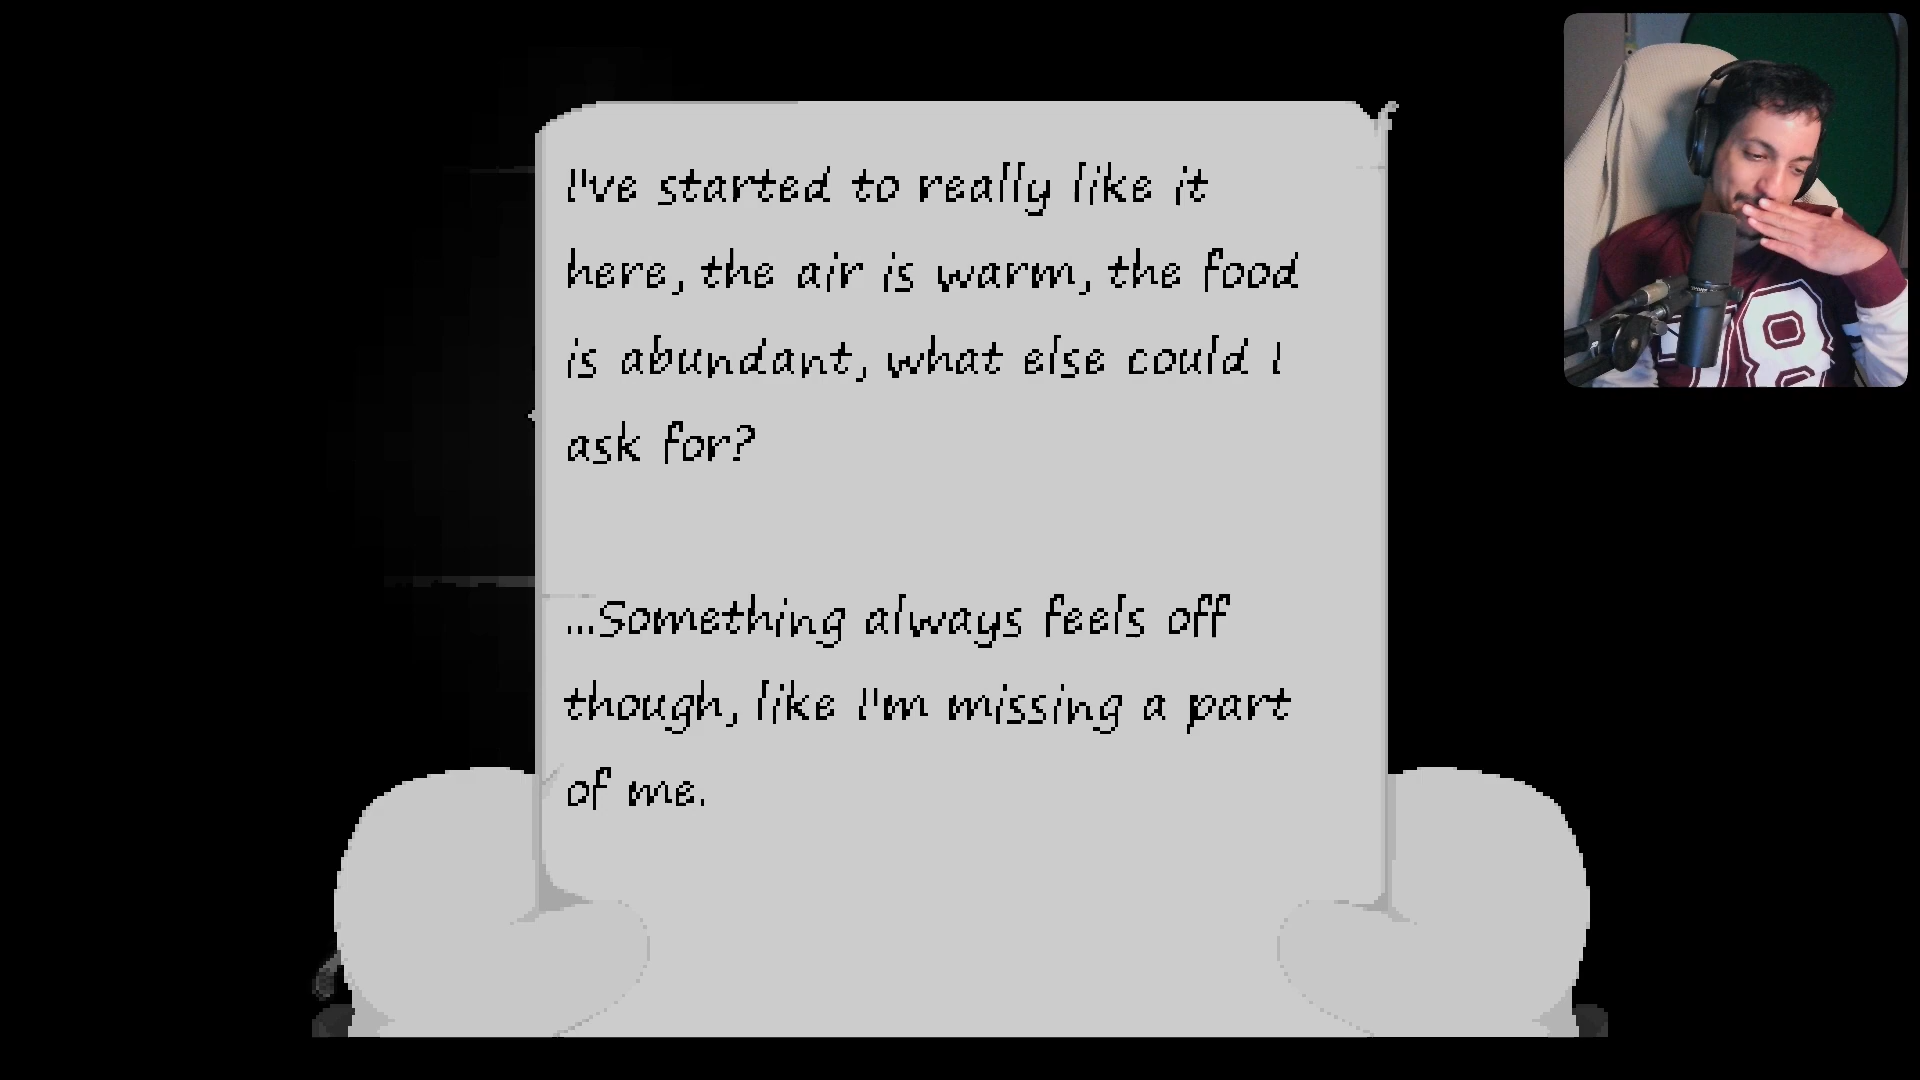 I've started to really like it
here, the air is warm, the food
is abundant, what else could I
ask for?
...Something always feels off
though, like I'm missing a part
of me.